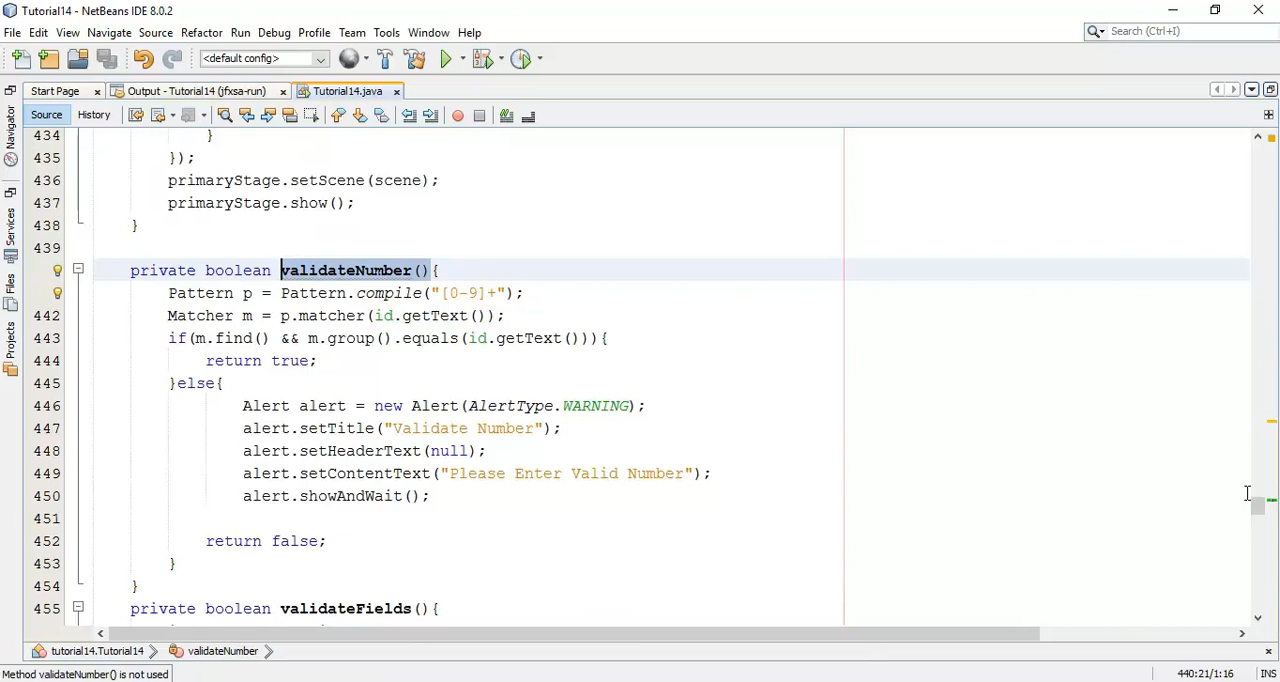 Tutorial14 - NetBeans IDE 8.0.2
File Edit View Navigate Source Refactor Run Debug Profile Team Tools Window Help
Search (Ctrl+I)
<default config>
Start Page Output - Tutorial14 (jfxsa-run) Tutorial14.java
Source History
Navigator
Services
Files
Projects
434 }
435 });
436 primaryStage.setScene(scene);
437 primaryStage.show();
438 }
439
private boolean validateNumber(){
Pattern p = Pattern.compile("[0-9]+");
442 Matcher m = p.matcher(id.getText());
443 if(m.find() && m.group().equals(id.getText())){
444 return true;
445 }else{
446 Alert alert = new Alert(AlertType.WARNING);
447 alert.setTitle("Validate Number");
448 alert.setHeaderText(null);
449 alert.setContentText("Please Enter Valid Number");
450 alert.showAndWait();
451
452 return false;
453 }
454 }
455 private boolean validateFields(){
tutorial14.Tutorial14 validateNumber
Method validateNumber() is not used
440:21/1:16 INS